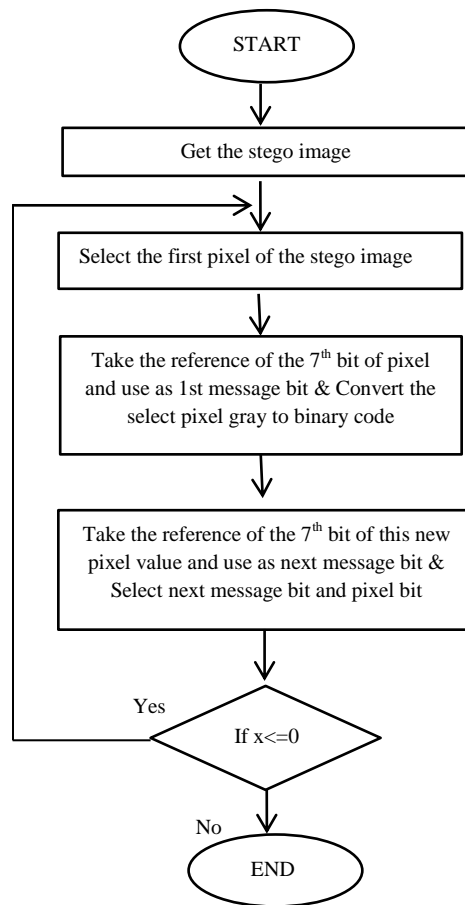 START
Get the stego image
Select the first pixel of the stego image
Take the reference of the 7th bit of pixel
and use as 1st message bit & Convert the
select pixel gray to binary code
Take the reference of the 7th bit of this new
pixel value and use as next message bit &
Select next message bit and pixel bit
Yes
If x<=0
No
END